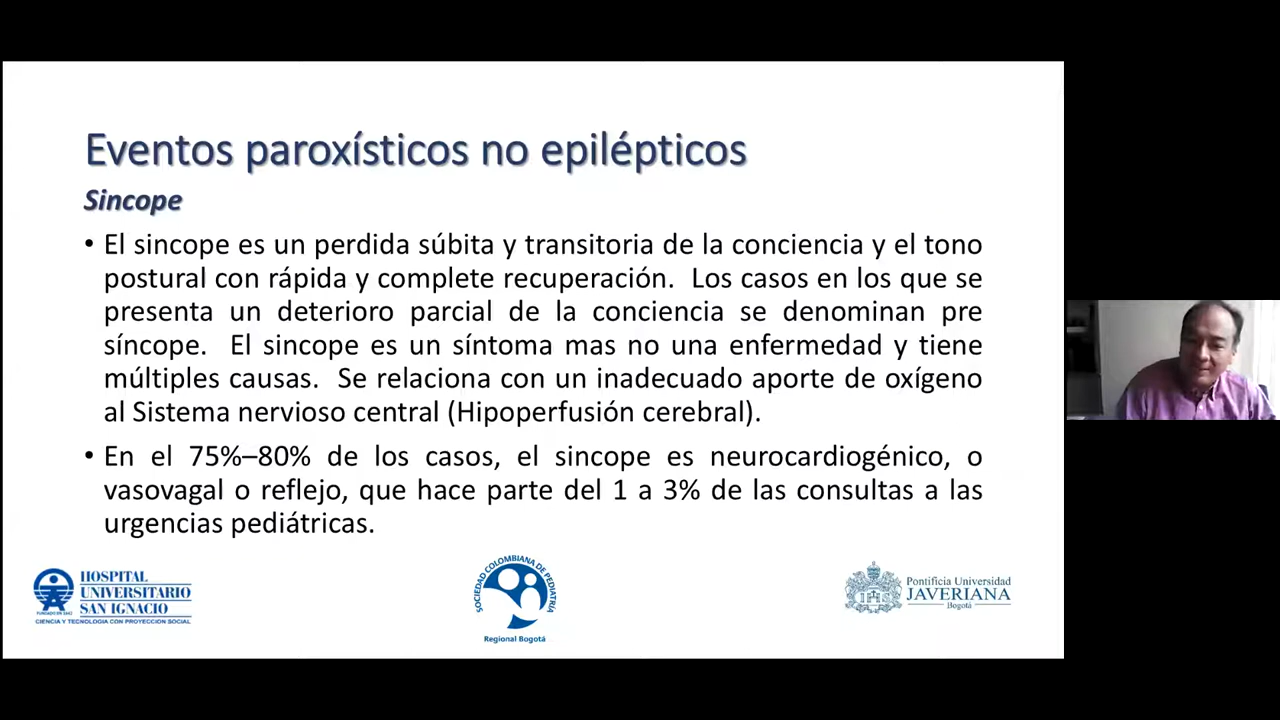 Eventos paroxísticos no epilépticos
Sincope
• El sincope es un perdida súbita y transitoria de la conciencia y el tono
postural con rápida y complete recuperación. Los casos en los que se
presenta un deterioro parcial de la conciencia se denominan pre
síncope. El sincope es un síntoma mas no una enfermedad y tiene
múltiples causas. Se relaciona con un inadecuado aporte de oxígeno
al Sistema nervioso central (Hipoperfusión cerebral).
• En el 75%–80% de los casos, el sincope es neurocardiogénico, o
vasovagal o reflejo, que hace parte del 1 a 3% de las consultas a las
urgencias pediátricas.
HOSPITAL
UNIVERSITARIO
SAN IGNACIO
CIENCIA Y TECNOLOGIA CON PROYECCION SOCIAL
SOCIEDAD COLOMBIANA DE PEDIATRÍA
Regional Bogotá
Pontificia Universidad
JAVERIANA
Bogotá